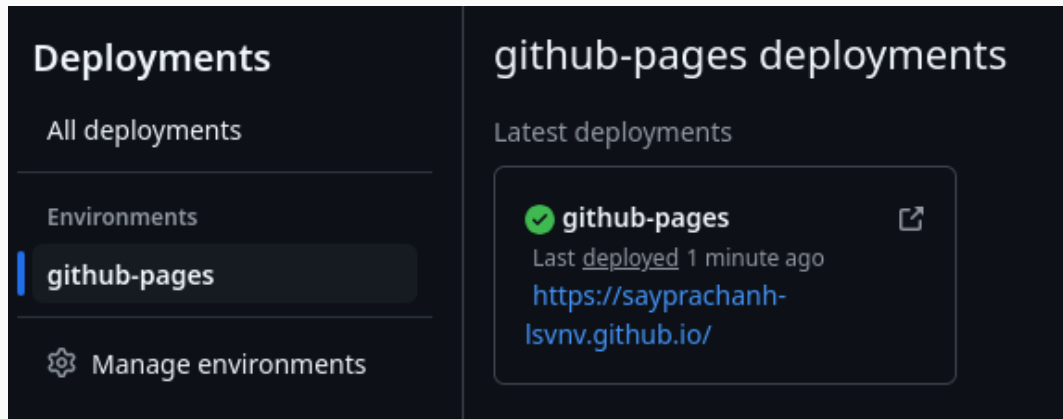 Deployments
All deployments
Environments
github-pages
Manage environments
github-pages deployments
Latest deployments
github-pages
Last deployed 1 minute ago
https://sayprachanh-
lsvnv.github.io/